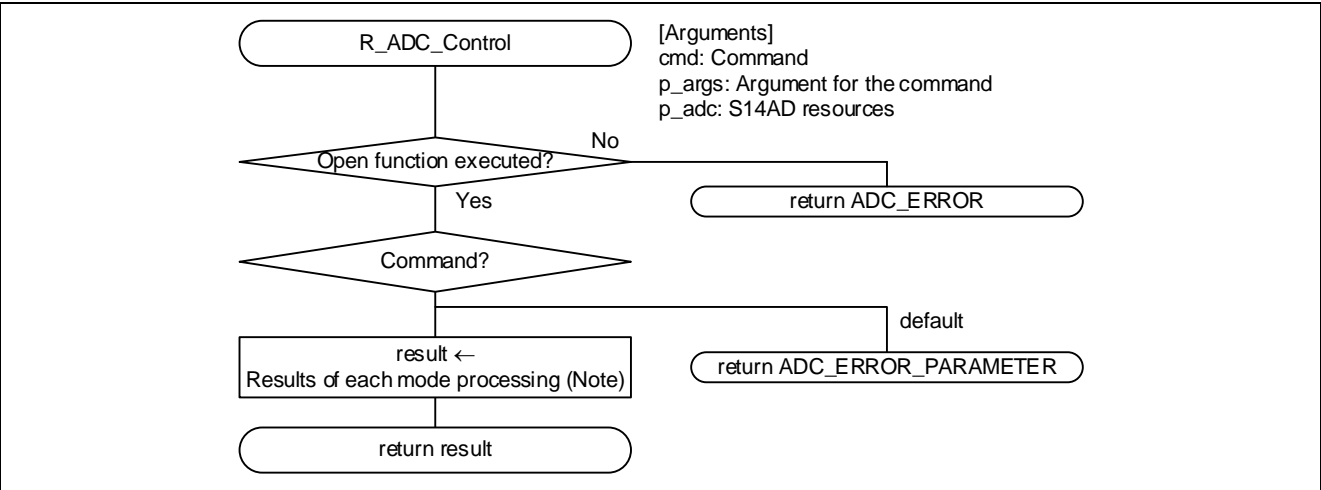 R_ADC_Control
[Arguments]
cmd: Command
p_args: Argument for the command
p_adc: S14AD resources
No
Open function executed?
Yes
return ADC_ERROR
Command?
default
result ←
Results of each mode processing (Note)
return ADC_ERROR_PARAMETER
return result